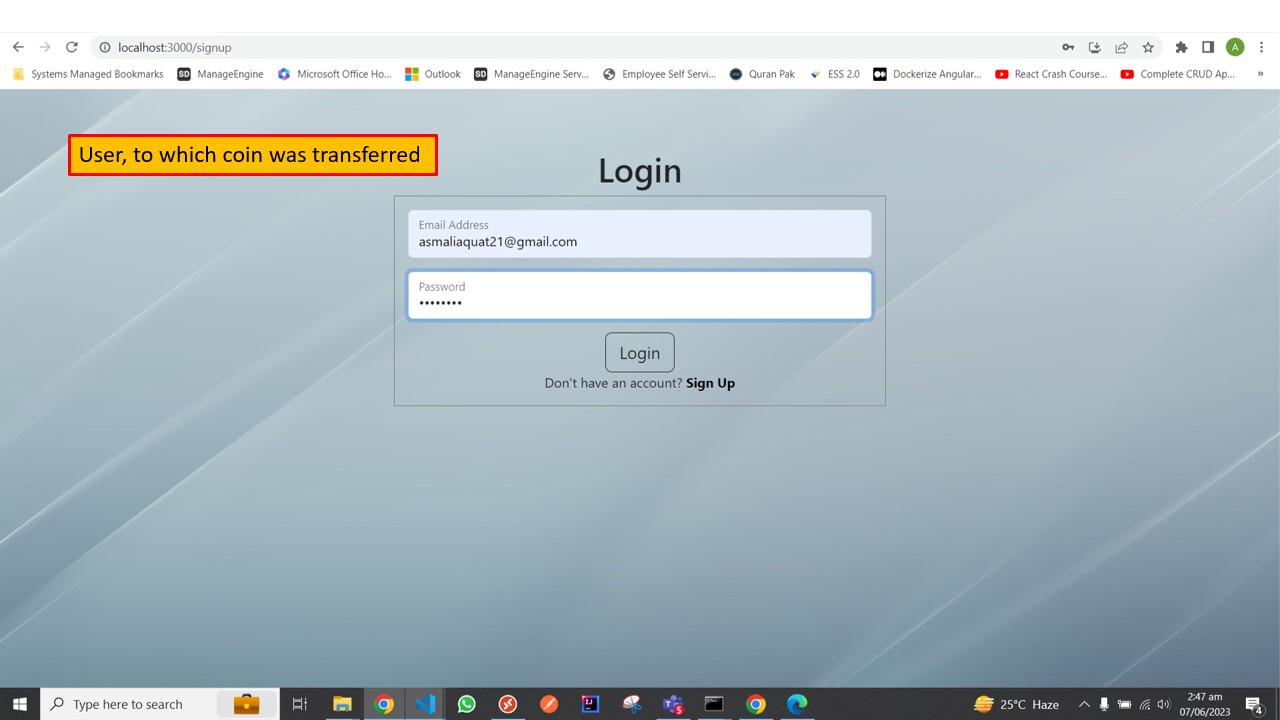 localhost:3000/signup
A
Systems Managed Bookmarks
SD ManageEngine
Microsoft Office Ho...
Outlook
SD ManageEngine Serv...
Employee Self Servi...
Quran Pak
ESS 2.0
Dockerize Angular...
React Crash Course...
Complete CRUD Ap...
»
User, to which coin was transferred
Login
Email Address
asmaliaquat21@gmail.com
Password
••••••••
Login
Don't have an account? Sign Up
Type here to search
25°C Haze
2:47 am
07/06/2023
4